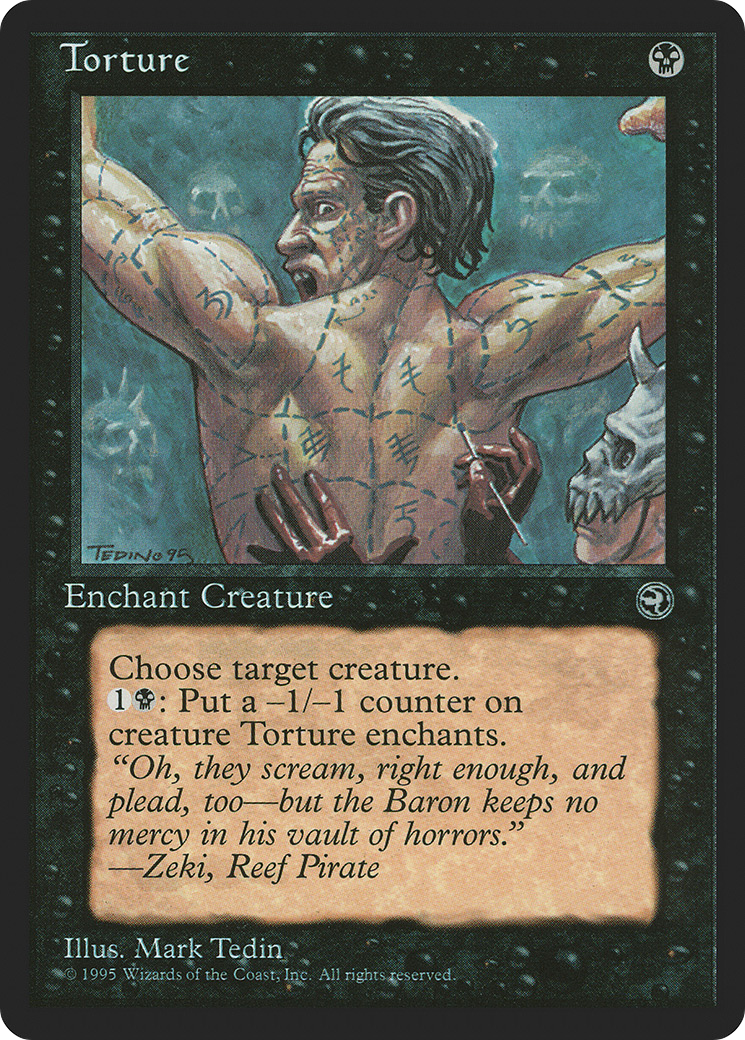 Torture
TEDIN©95
Enchant Creature
Choose target creature.
1: Put a –1/–1 counter on
creature Torture enchants.
“Oh, they scream, right enough, and
plead, too—but the Baron keeps no
mercy in his vault of horrors.”
—Zeki, Reef Pirate
Illus. Mark Tedin
© 1995 Wizards of the Coast, Inc. All rights reserved.